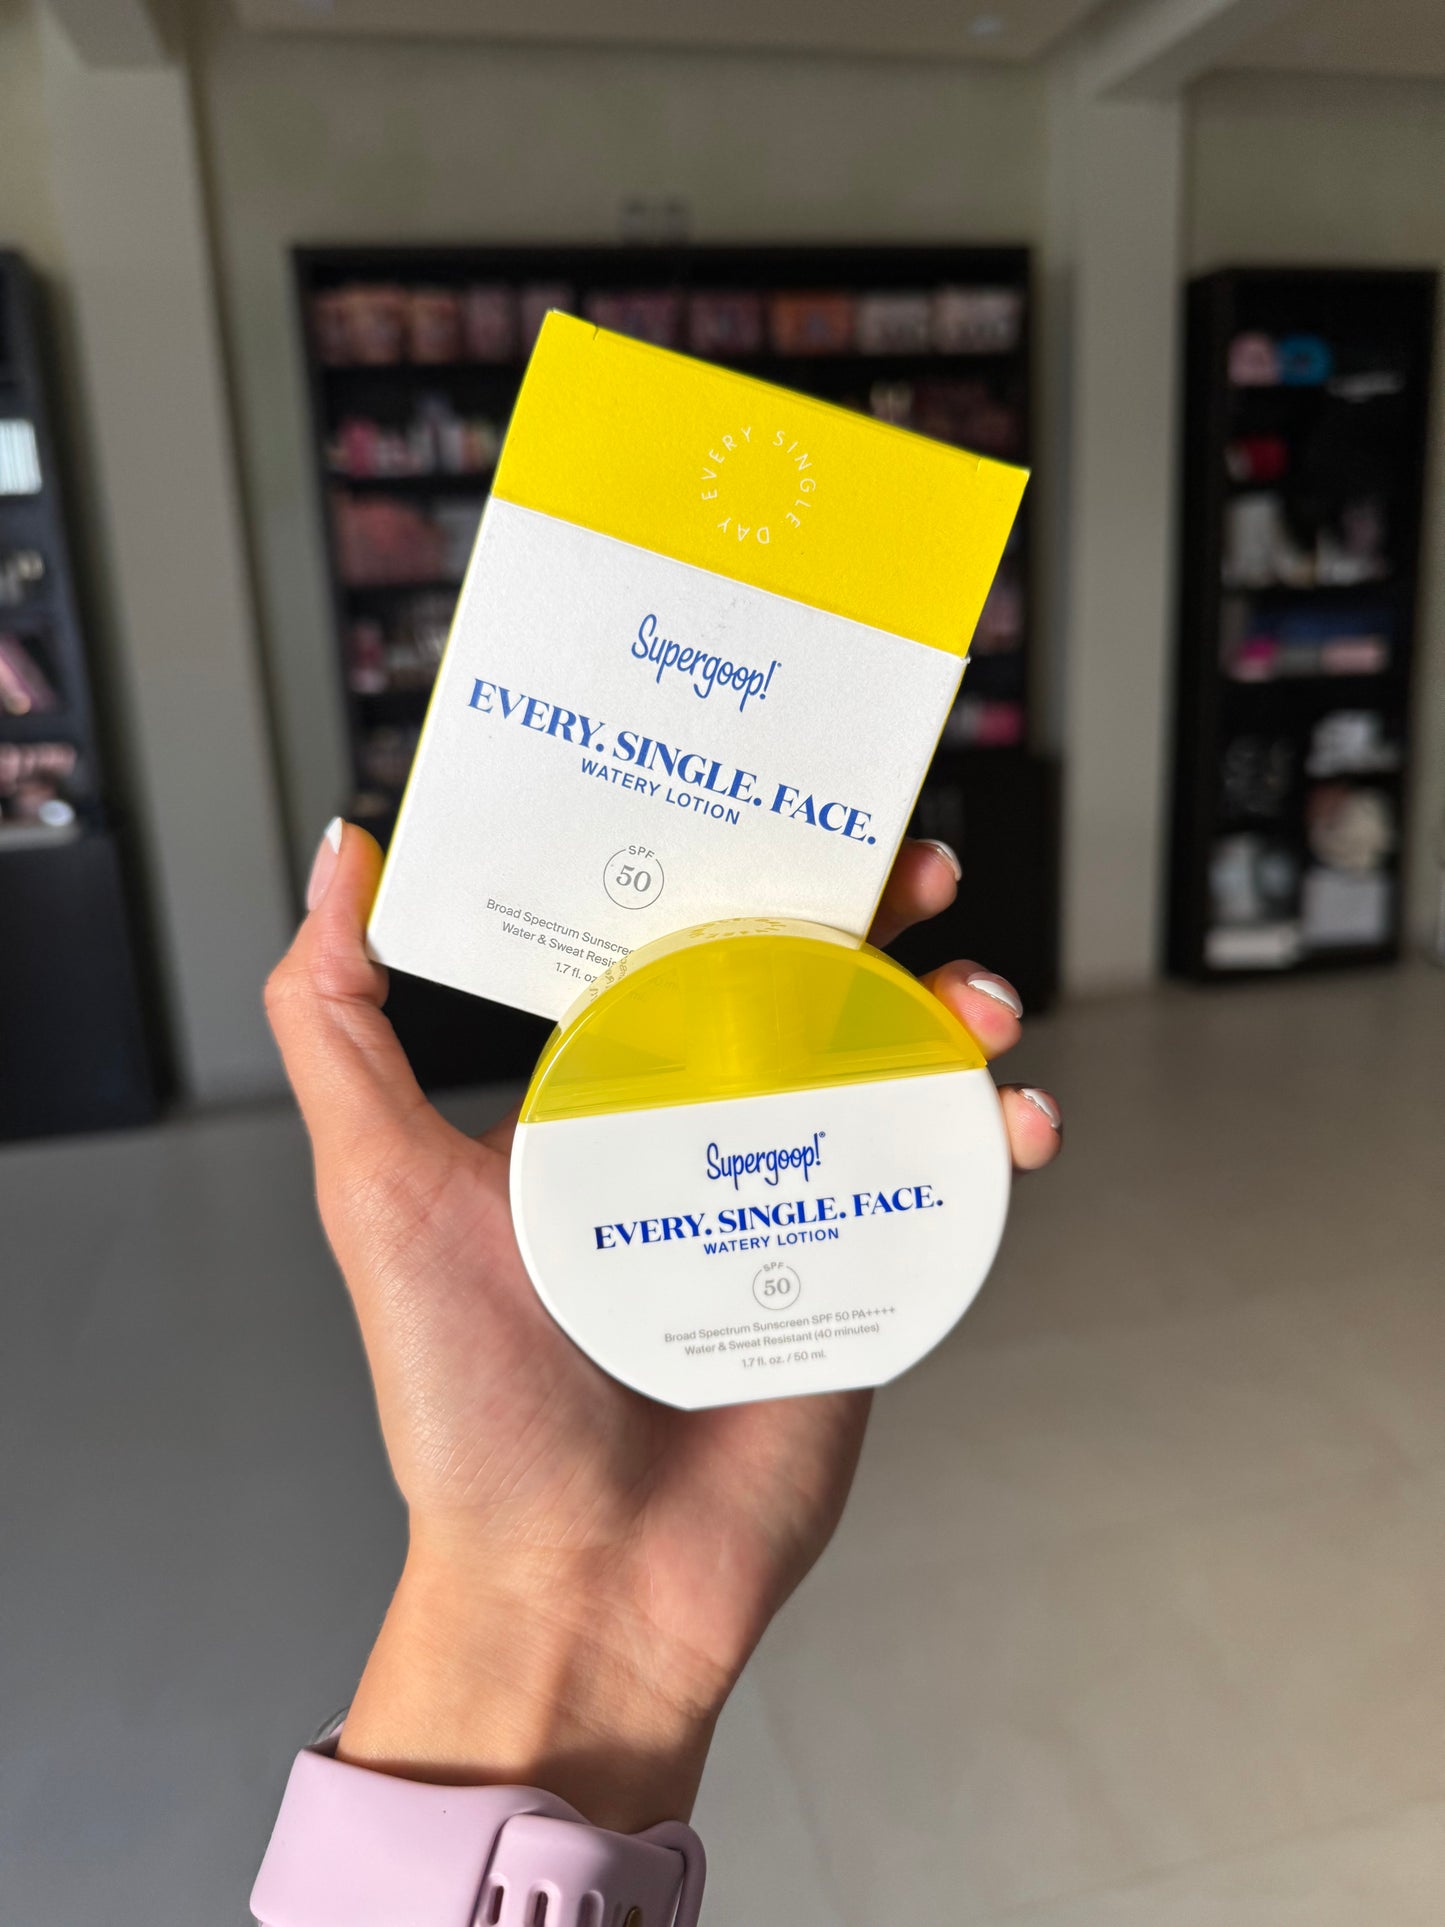 EVERY SINGLE DAY
Supergoop!
EVERY. SINGLE. FACE.
WATERY LOTION
SPF
50
Broad Spectrum Sunscre
Water & Sweat Resis
1.7 fl. oz
Supergoop!®
EVERY. SINGLE. FACE.
WATERY LOTION
SPF
50
Broad Spectrum Sunscreen SPF 50 PA++++
Water & Sweat Resistant (40 minutes)
1.7 fl. oz. / 50 ml.